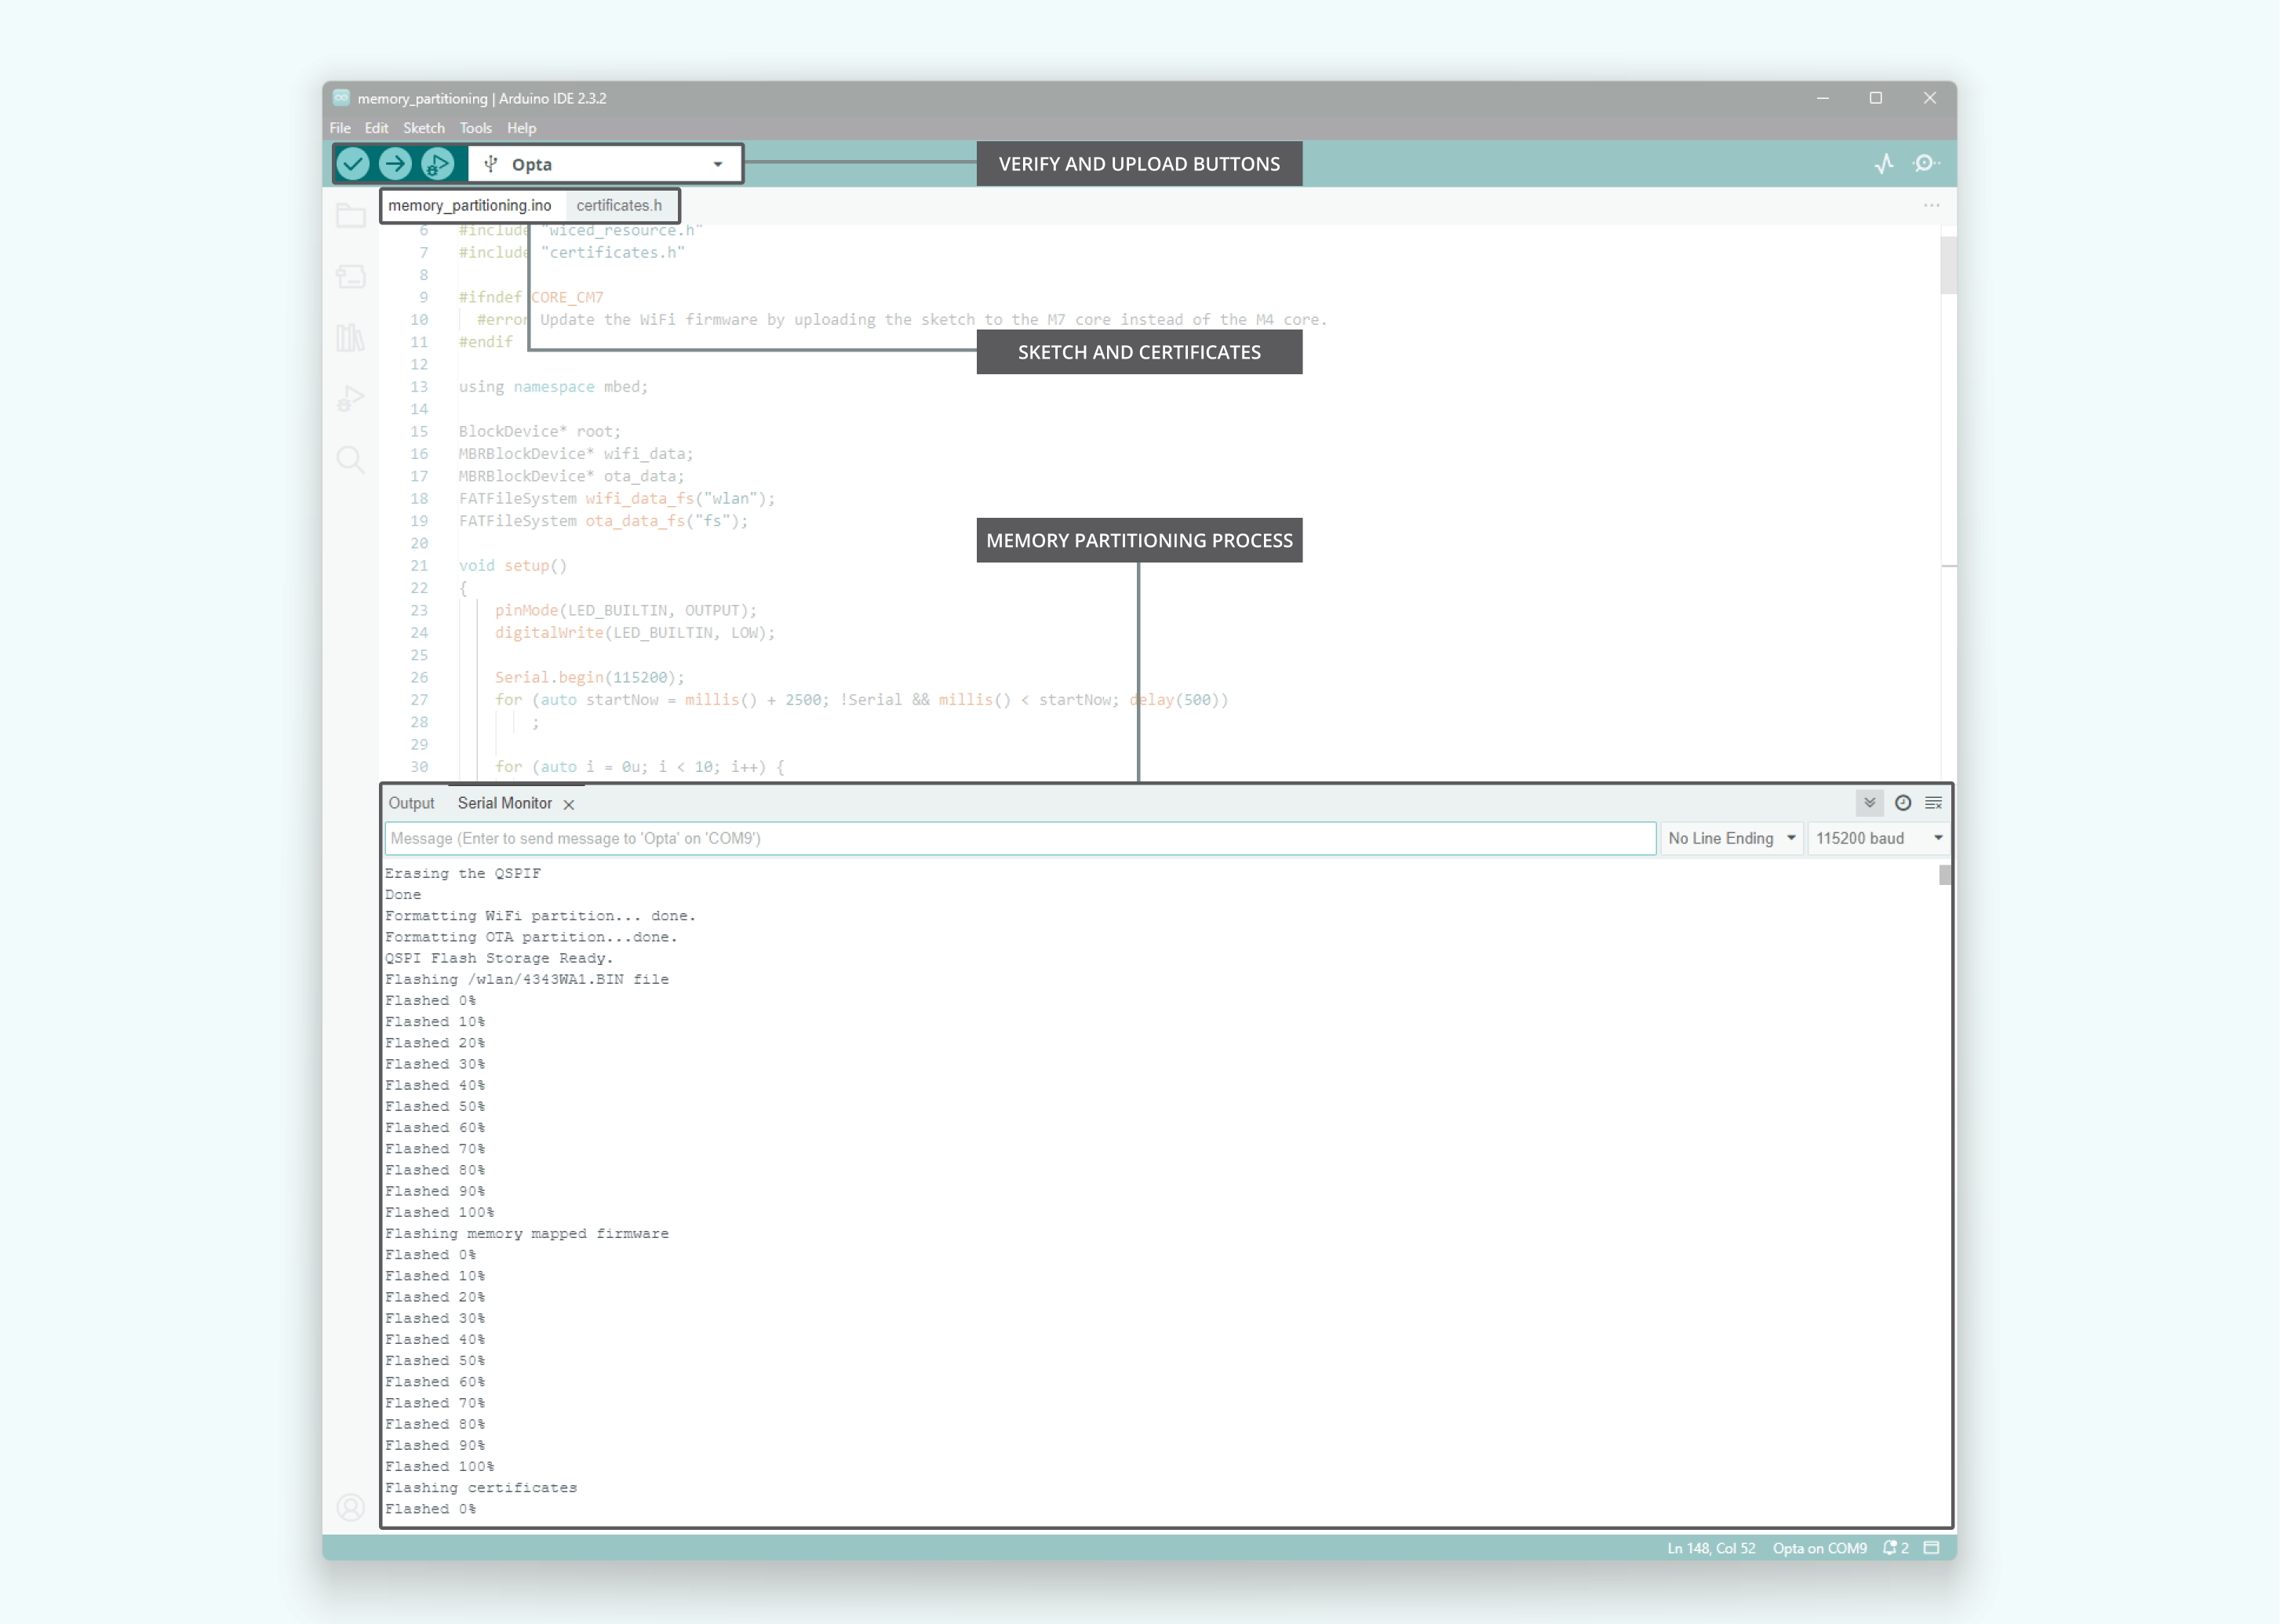 memory_partitioning | Arduino IDE 2.3.2
File Edit Sketch Tools Help
Opta
VERIFY AND UPLOAD BUTTONS
memory_partitioning.ino certificates.h
6 #include "wiced_resource.h"
7 #include "certificates.h"
8
9 #ifndef CORE_CM7
10 #error Update the WiFi firmware by uploading the sketch to the M7 core instead of the M4 core.
11 #endif
SKETCH AND CERTIFICATES
12
13 using namespace mbed;
14
15 BlockDevice* root;
16 MBRBlockDevice* wifi_data;
17 MBRBlockDevice* ota_data;
18 FATFileSystem wifi_data_fs("wlan");
19 FATFileSystem ota_data_fs("fs");
20
MEMORY PARTITIONING PROCESS
21 void setup()
22 {
23 pinMode(LED_BUILTIN, OUTPUT);
24 digitalWrite(LED_BUILTIN, LOW);
25
26 Serial.begin(115200);
27 for (auto startNow = millis() + 2500; !Serial && millis() < startNow; delay(500))
28 ;
29
30 for (auto i = 0u; i < 10; i++) {
Output Serial Monitor
Message (Enter to send message to 'Opta' on 'COM9') No Line Ending 115200 baud
Erasing the QSPIF
Done
Formatting WiFi partition... done.
Formatting OTA partition...done.
QSPI Flash Storage Ready.
Flashing /wlan/4343WA1.BIN file
Flashed 0%
Flashed 10%
Flashed 20%
Flashed 30%
Flashed 40%
Flashed 50%
Flashed 60%
Flashed 70%
Flashed 80%
Flashed 90%
Flashed 100%
Flashing memory mapped firmware
Flashed 0%
Flashed 10%
Flashed 20%
Flashed 30%
Flashed 40%
Flashed 50%
Flashed 60%
Flashed 70%
Flashed 80%
Flashed 90%
Flashed 100%
Flashing certificates
Flashed 0%
Ln 148, Col 52 Opta on COM9 2